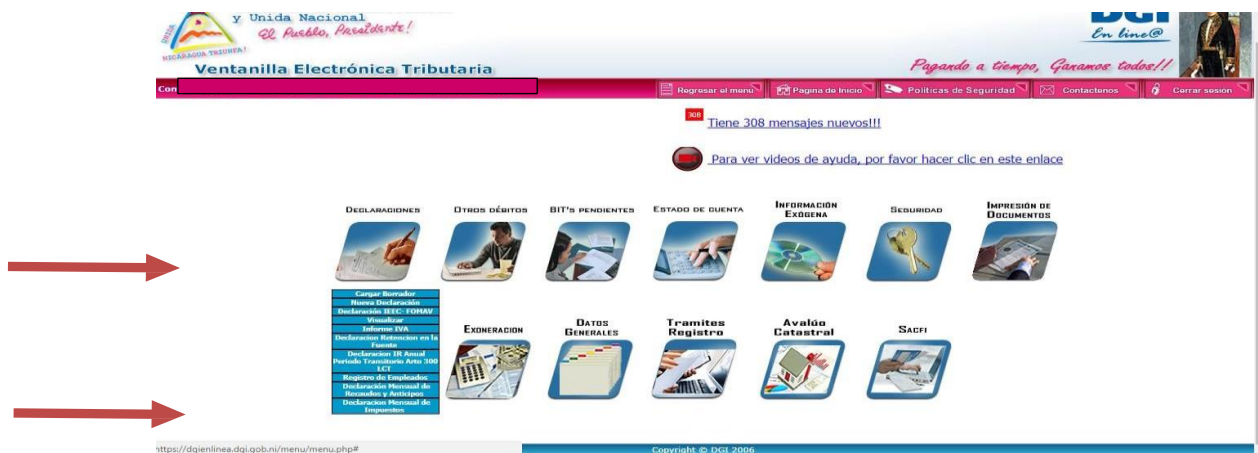 y Unida Nacional
El Pueblo, Presidente!
UNIDA
NICARAGUA TRIUNFA!
Ventanilla Electrónica Tributaria
DGI
En line@
Pagando a tiempo, Ganamos todos!!
Con
Regresar al menú
Pagina de Inicio
Políticas de Seguridad
Contactenos
Cerrar sesión
308
Tiene 308 mensajes nuevos!!!
Para ver videos de ayuda, por favor hacer clic en este enlace
Declaraciones
Otros débitos
BIT's pendientes
Estado de cuenta
Información
Exógena
Seguridad
Impresión de
Documentos
Cargar Borrador
Nueva Declaración
Declaración IEEC- FOMAV
Visualizar
Informe IVA
Declaracion Retencion en la
Fuente
Declaracion IR Anual
Periodo Transitorio Arto 300
LCT
Registro de Empleados
Declaración Mensual de
Recaudos y Anticipos
Declaracion Mensual de
Impuestos
Exoneracion
Datos
Generales
Tramites
Registro
Avalúo
Catastral
Sacfi
https://dgienlinea.dgi.gob.ni/menu/menu.php#
Copyright © DGI 2006